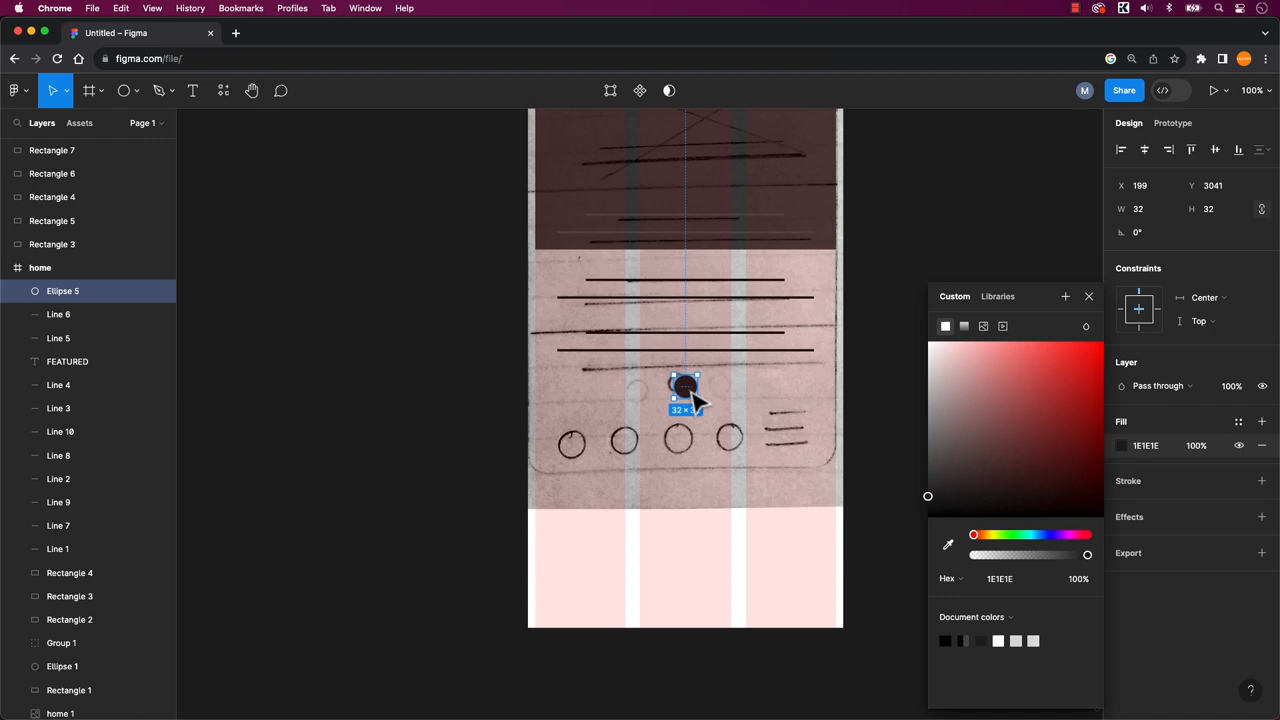 Chrome File Edit View History Bookmarks Profiles Tab Window Help
Untitled – Figma
figma.com/file/
M Share 100%
Layers Assets Page 1 Design Prototype
Rectangle 7
Rectangle 6
Rectangle 4
Rectangle 5
Rectangle 3
home
Ellipse 5
Line 6
Line 5
FEATURED
Line 4
Line 3
Line 10
Line 8
Line 2
Line 9
Line 7
Line 1
Rectangle 4
Rectangle 3
Rectangle 2
Group 1
Ellipse 1
Rectangle 1
home 1
X 199 Y 3041
W 32 H 32
0°
Constraints
Center
Top
Layer
Pass through 100%
Fill
1E1E1E 100%
Stroke
Effects
Export
Custom Libraries
Hex 1E1E1E 100%
Document colors
?